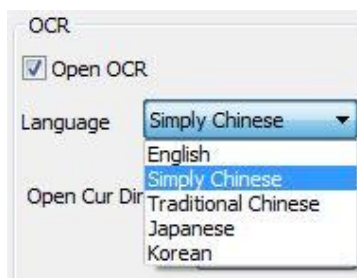 OCR
Open OCR
Language
Simply Chinese
English
Simply Chinese
Open Cur Dir
Traditional Chinese
Japanese
Korean